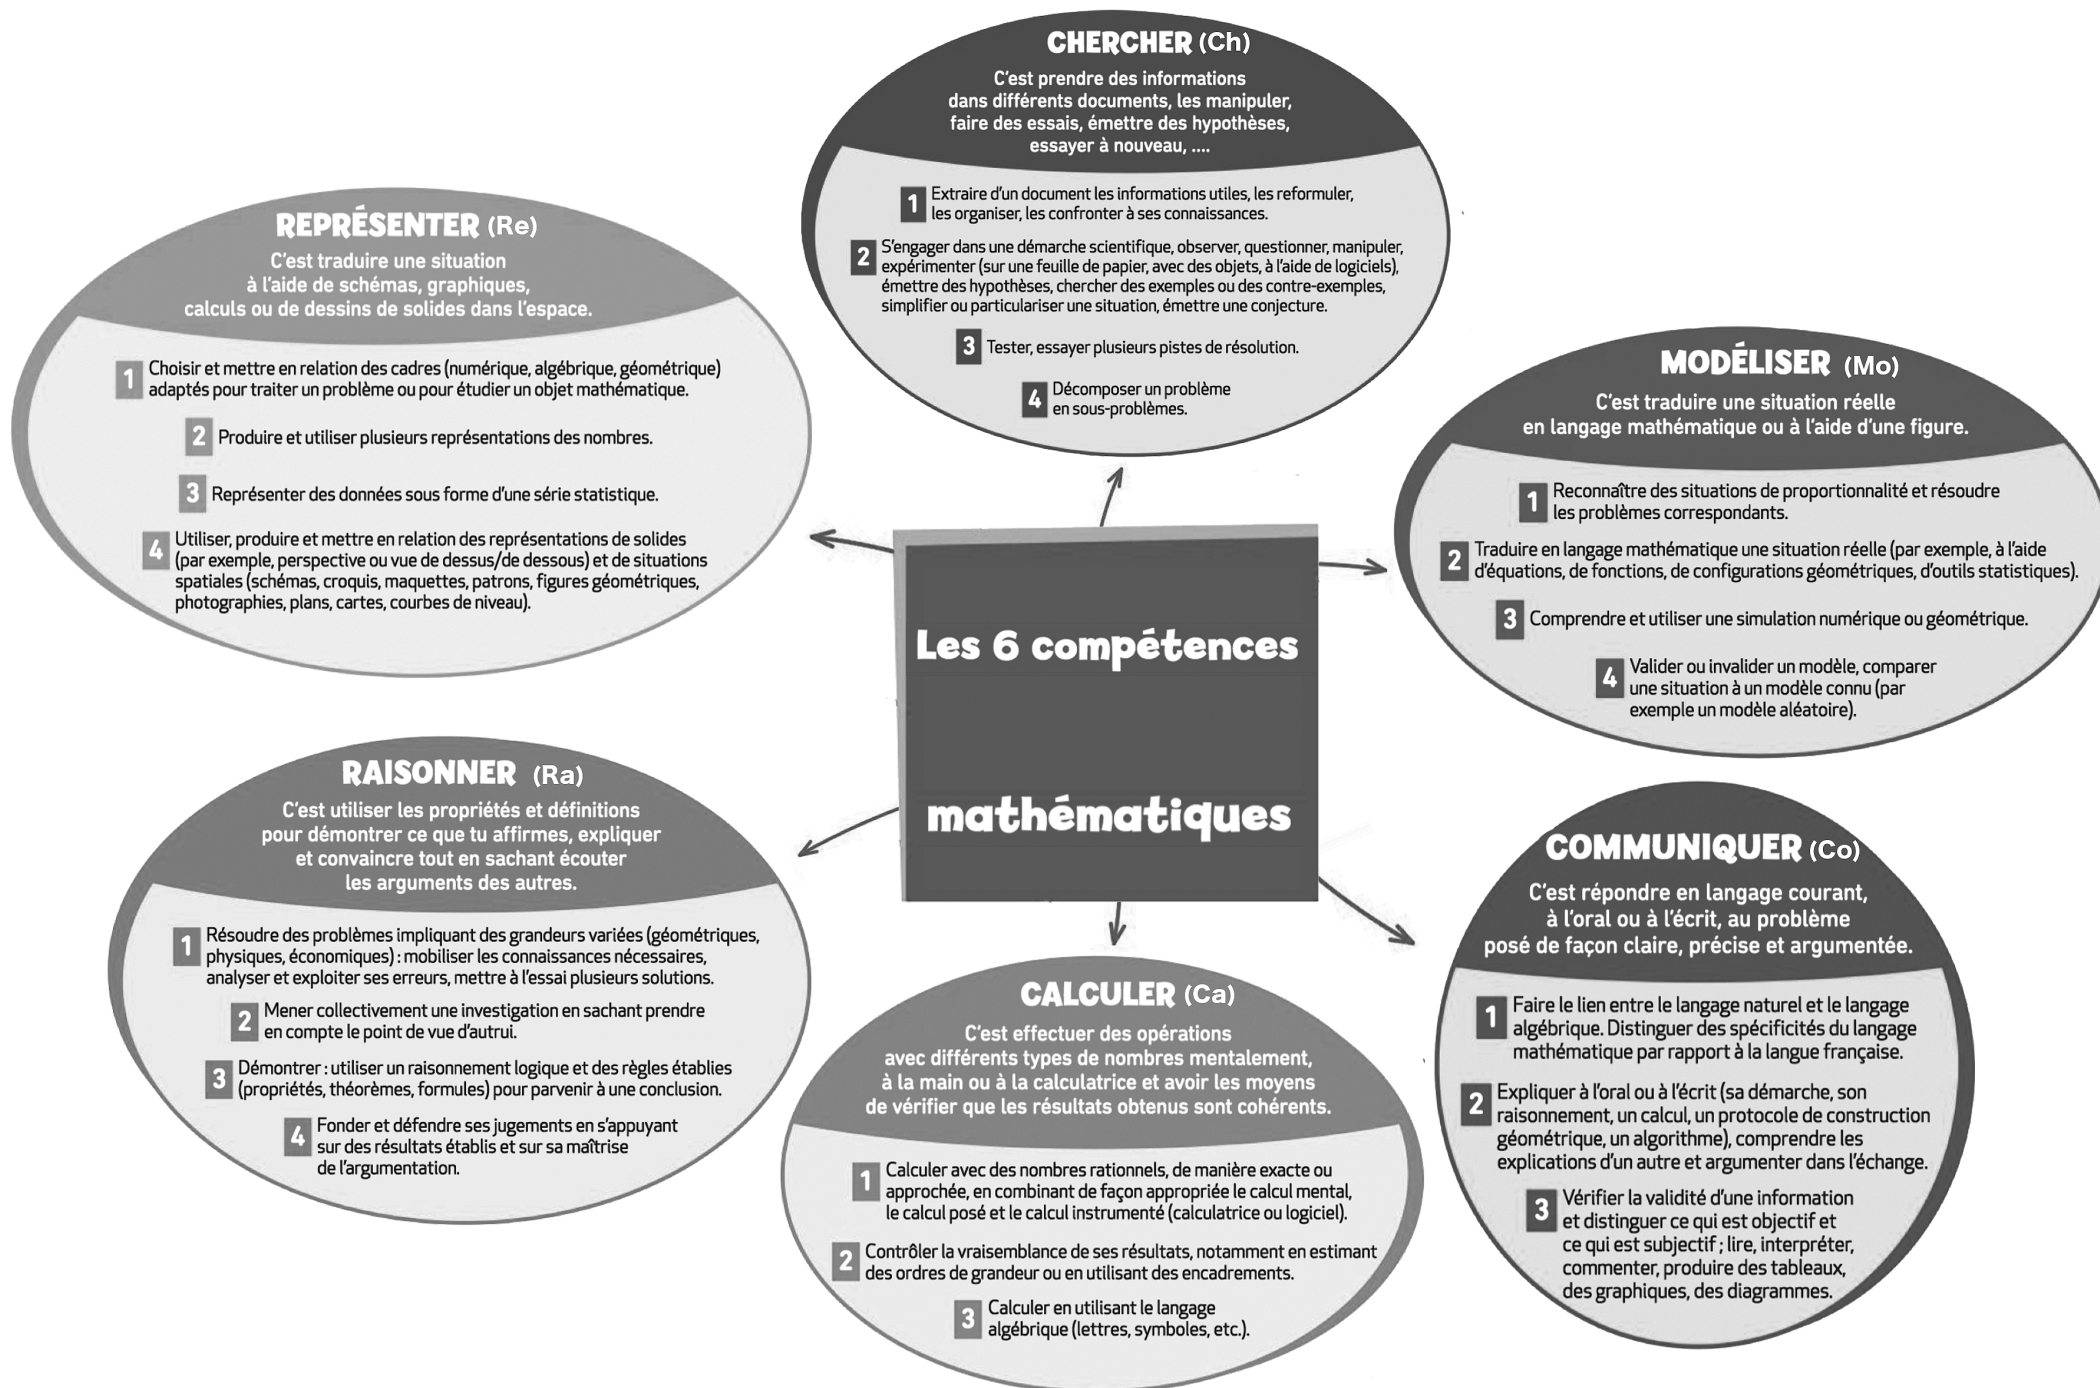 CHERCHER (Ch)
C'est prendre des informations
dans différents documents, les manipuler,
faire des essais, émettre des hypothèses,
essayer à nouveau, ....
1 Extraire d'un document les informations utiles, les reformuler,
les organiser, les confronter à ses connaissances.
2 S'engager dans une démarche scientifique, observer, questionner, manipuler,
expérimenter (sur une feuille de papier, avec des objets, à l'aide de logiciels),
émettre des hypothèses, chercher des exemples ou des contre-exemples,
simplifier ou particulariser une situation, émettre une conjecture.
3 Tester, essayer plusieurs pistes de résolution.
4 Décomposer un problème
en sous-problèmes.
REPRÉSENTER (Re)
C'est traduire une situation
à l'aide de schémas, graphiques,
calculs ou de dessins de solides dans l'espace.
1 Choisir et mettre en relation des cadres (numérique, algébrique, géométrique)
adaptés pour traiter un problème ou pour étudier un objet mathématique.
2 Produire et utiliser plusieurs représentations des nombres.
3 Représenter des données sous forme d'une série statistique.
4 Utiliser, produire et mettre en relation des représentations de solides
(par exemple, perspective ou vue de dessus/de dessous) et de situations
spatiales (schémas, croquis, maquettes, patrons, figures géométriques,
photographies, plans, cartes, courbes de niveau).
MODÉLISER (Mo)
C'est traduire une situation réelle
en langage mathématique ou à l'aide d'une figure.
1 Reconnaître des situations de proportionnalité et résoudre
les problèmes correspondants.
2 Traduire en langage mathématique une situation réelle (par exemple, à l'aide
d'équations, de fonctions, de configurations géométriques, d'outils statistiques).
3 Comprendre et utiliser une simulation numérique ou géométrique.
4 Valider ou invalider un modèle, comparer
une situation à un modèle connu (par
exemple un modèle aléatoire).
Les 6 compétences
mathématiques
RAISONNER (Ra)
C'est utiliser les propriétés et définitions
pour démontrer ce que tu affirmes, expliquer
et convaincre tout en sachant écouter
les arguments des autres.
1 Résoudre des problèmes impliquant des grandeurs variées (géométriques,
physiques, économiques) : mobiliser les connaissances nécessaires,
analyser et exploiter ses erreurs, mettre à l'essai plusieurs solutions.
2 Mener collectivement une investigation en sachant prendre
en compte le point de vue d'autrui.
3 Démontrer : utiliser un raisonnement logique et des règles établies
(propriétés, théorèmes, formules) pour parvenir à une conclusion.
4 Fonder et défendre ses jugements en s'appuyant
sur des résultats établis et sur sa maîtrise
de l'argumentation.
CALCULER (Ca)
C'est effectuer des opérations
avec différents types de nombres mentalement,
à la main ou à la calculatrice et avoir les moyens
de vérifier que les résultats obtenus sont cohérents.
1 Calculer avec des nombres rationnels, de manière exacte ou
approchée, en combinant de façon appropriée le calcul mental,
le calcul posé et le calcul instrumenté (calculatrice ou logiciel).
2 Contrôler la vraisemblance de ses résultats, notamment en estimant
des ordres de grandeur ou en utilisant des encadrements.
3 Calculer en utilisant le langage
algébrique (lettres, symboles, etc.).
COMMUNIQUER (Co)
C'est répondre en langage courant,
à l'oral ou à l'écrit, au problème
posé de façon claire, précise et argumentée.
1 Faire le lien entre le langage naturel et le langage
algébrique. Distinguer des spécificités du langage
mathématique par rapport à la langue française.
2 Expliquer à l'oral ou à l'écrit (sa démarche, son
raisonnement, un calcul, un protocole de construction
géométrique, un algorithme), comprendre les
explications d'un autre et argumenter dans l'échange.
3 Vérifier la validité d'une information
et distinguer ce qui est objectif et
ce qui est subjectif ; lire, interpréter,
commenter, produire des tableaux,
des graphiques, des diagrammes.